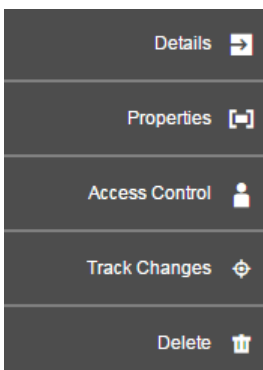 Details
Properties
Access Control
Track Changes
Delete